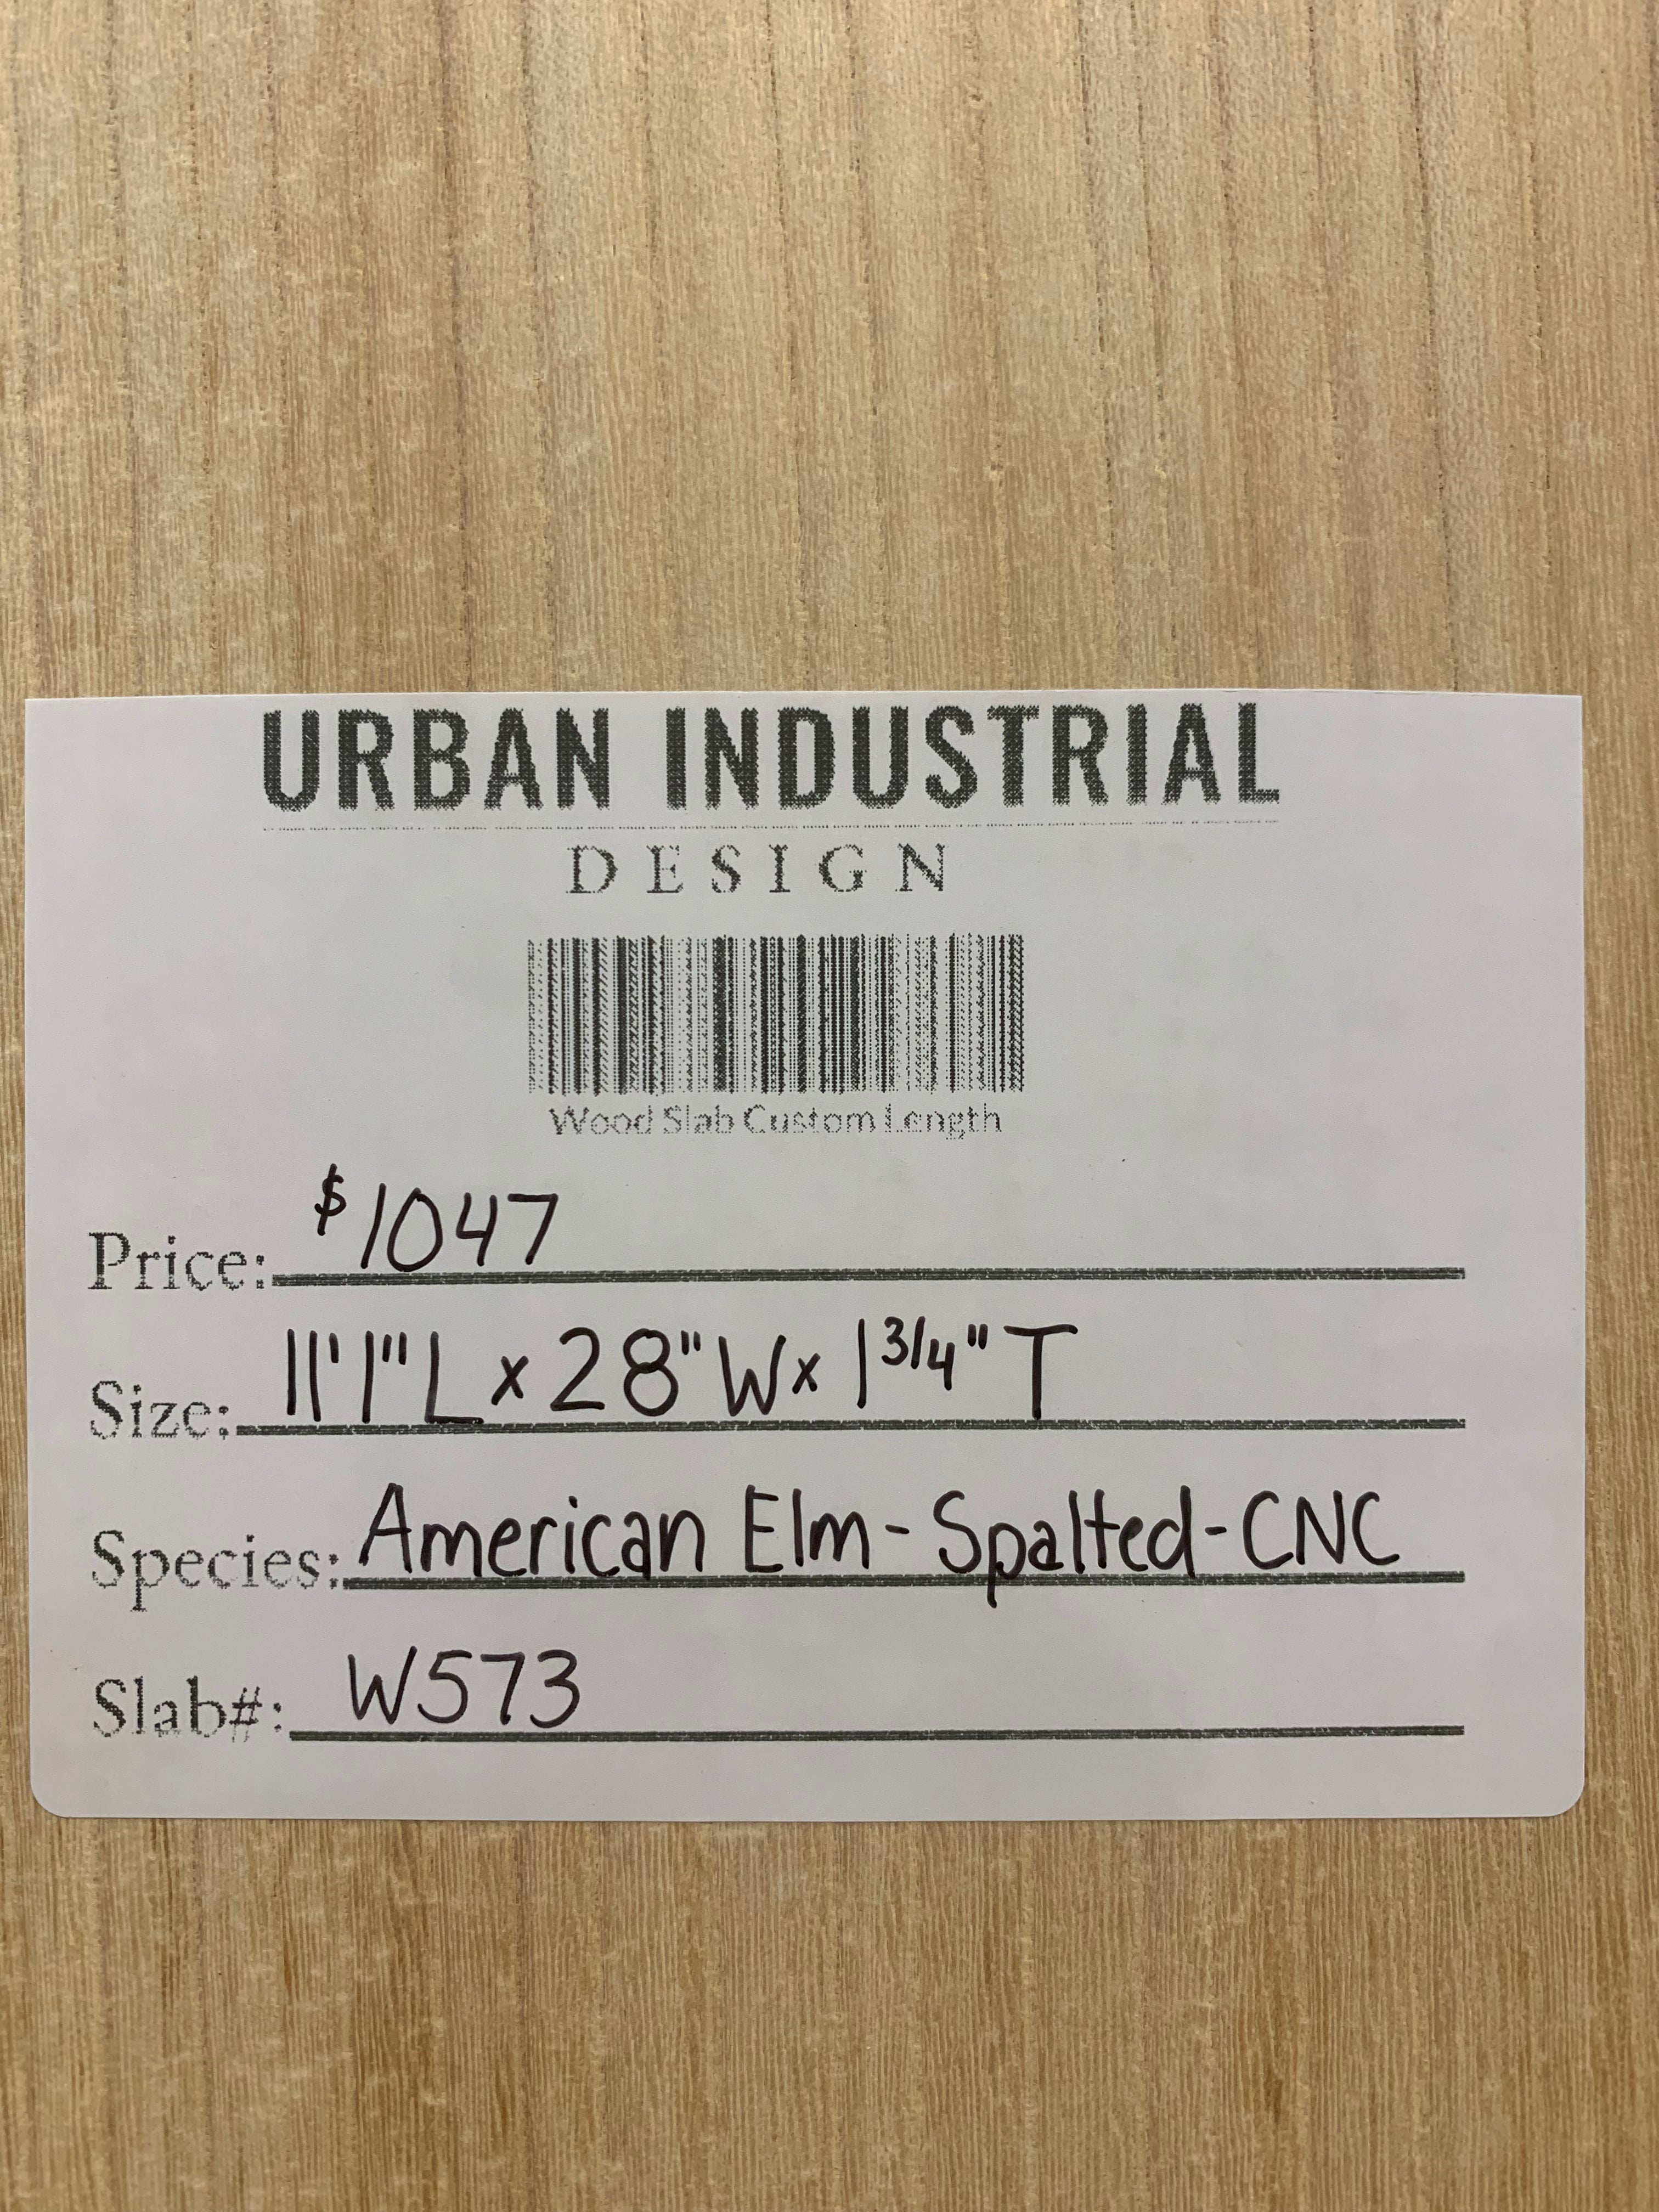 URBAN INDUSTRIAL
DESIGN
Wood Slab Custom Length
Price: $1047
Size: 11'1" L x 28" W x 1 3/4" T
Species: American Elm - Spalted - CNC
Slab#: W573